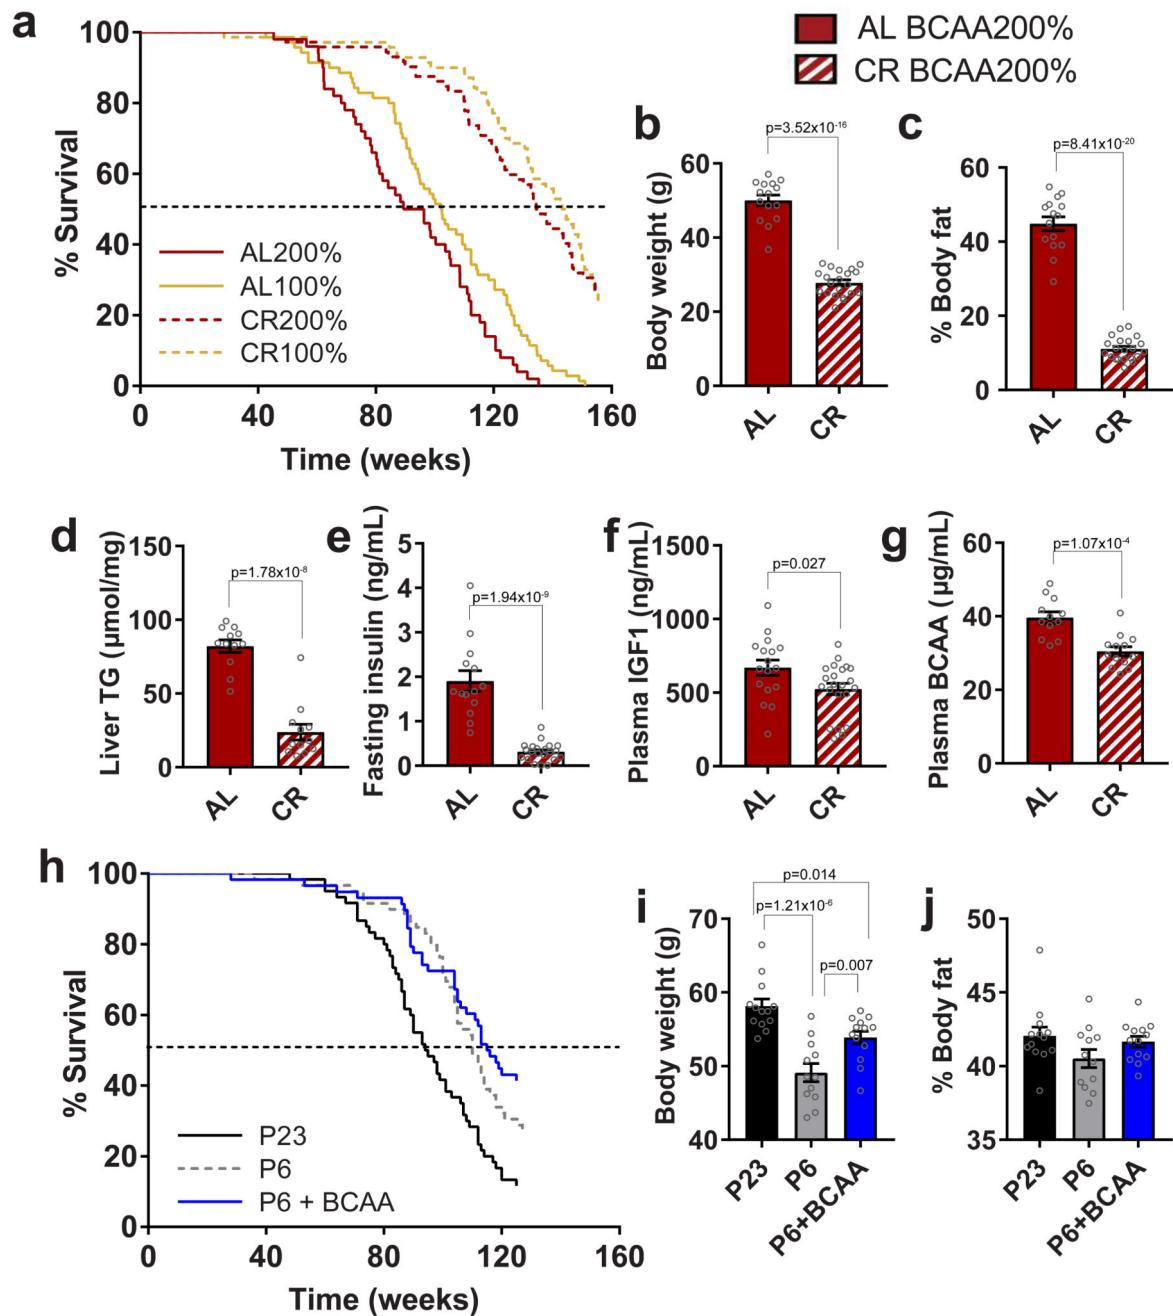 a
100
80
60
40
20
0
% Survival
AL200%
AL100%
CR200%
CR100%
0 40 80 120 160
Time (weeks)
AL BCAA200%
CR BCAA200%
b
p=3.52x10⁻¹⁶
60
40
20
0
Body weight (g)
AL CR
c
p=8.41x10⁻²⁰
60
40
20
0
% Body fat
AL CR
d
150
100
50
0
Liver TG (µmol/mg)
p=1.78x10⁻⁸
AL CR
e
5
4
3
2
1
0
Fasting insulin (ng/mL)
p=1.94x10⁻⁹
AL CR
f
1500
1000
500
0
Plasma IGF1 (ng/mL)
p=0.027
AL CR
g
60
40
20
0
Plasma BCAA (µg/mL)
p=1.07x10⁻⁴
AL CR
h
100
80
60
40
20
0
% Survival
P23
P6
P6 + BCAA
0 40 80 120 160
Time (weeks)
i
p=0.014
p=1.21x10⁻⁶
p=0.007
70
60
50
40
Body weight (g)
P23 P6 P6+BCAA
j
50
45
40
35
% Body fat
P23 P6 P6+BCAA